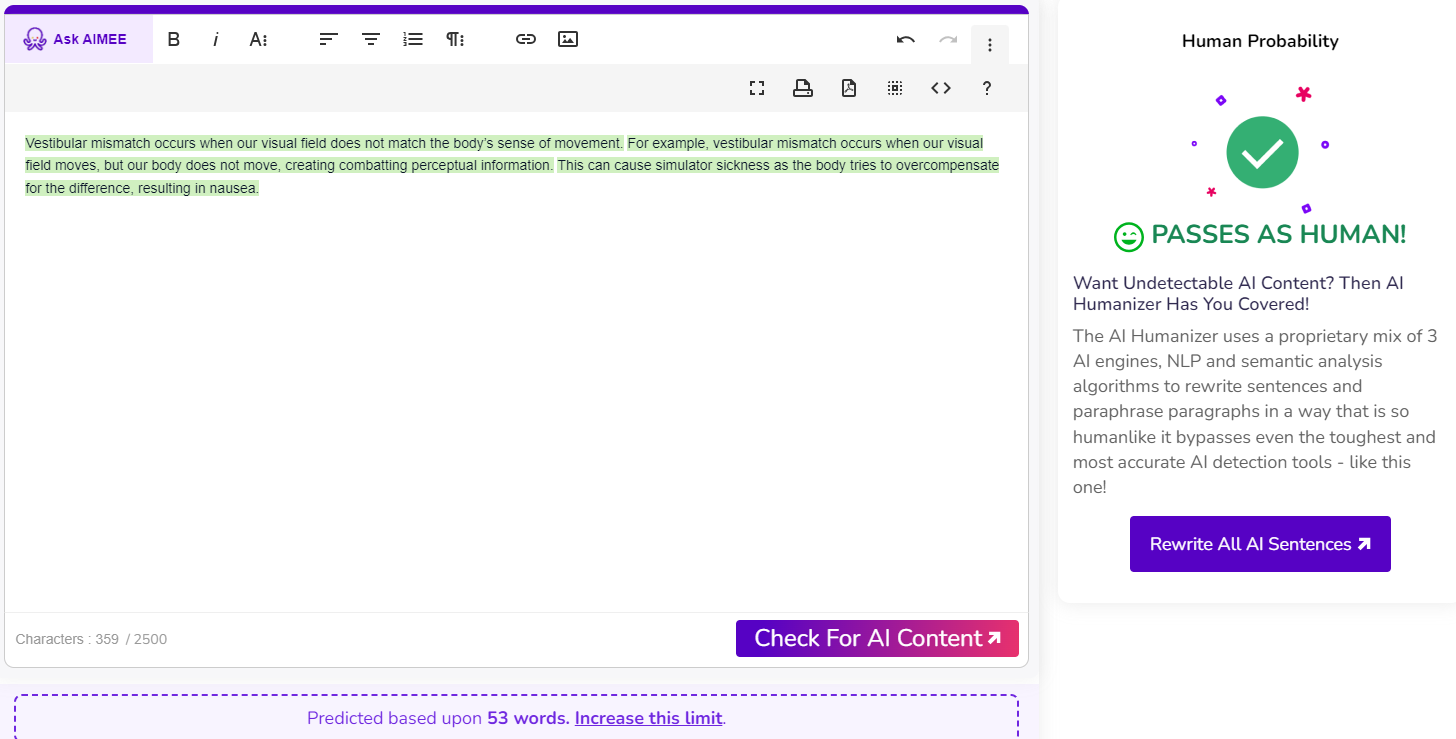 Ask AIMEE B i A
?
Vestibular mismatch occurs when our visual field does not match the body's sense of movement. For example, vestibular mismatch occurs when our visual
field moves, but our body does not move, creating combatting perceptual information. This can cause simulator sickness as the body tries to overcompensate
for the difference, resulting in nausea.
Characters : 359 / 2500
Check For AI Content
Predicted based upon 53 words. Increase this limit.
Human Probability
PASSES AS HUMAN!
Want Undetectable AI Content? Then AI
Humanizer Has You Covered!
The AI Humanizer uses a proprietary mix of 3
AI engines, NLP and semantic analysis
algorithms to rewrite sentences and
paraphrase paragraphs in a way that is so
humanlike it bypasses even the toughest and
most accurate AI detection tools - like this
one!
Rewrite All AI Sentences